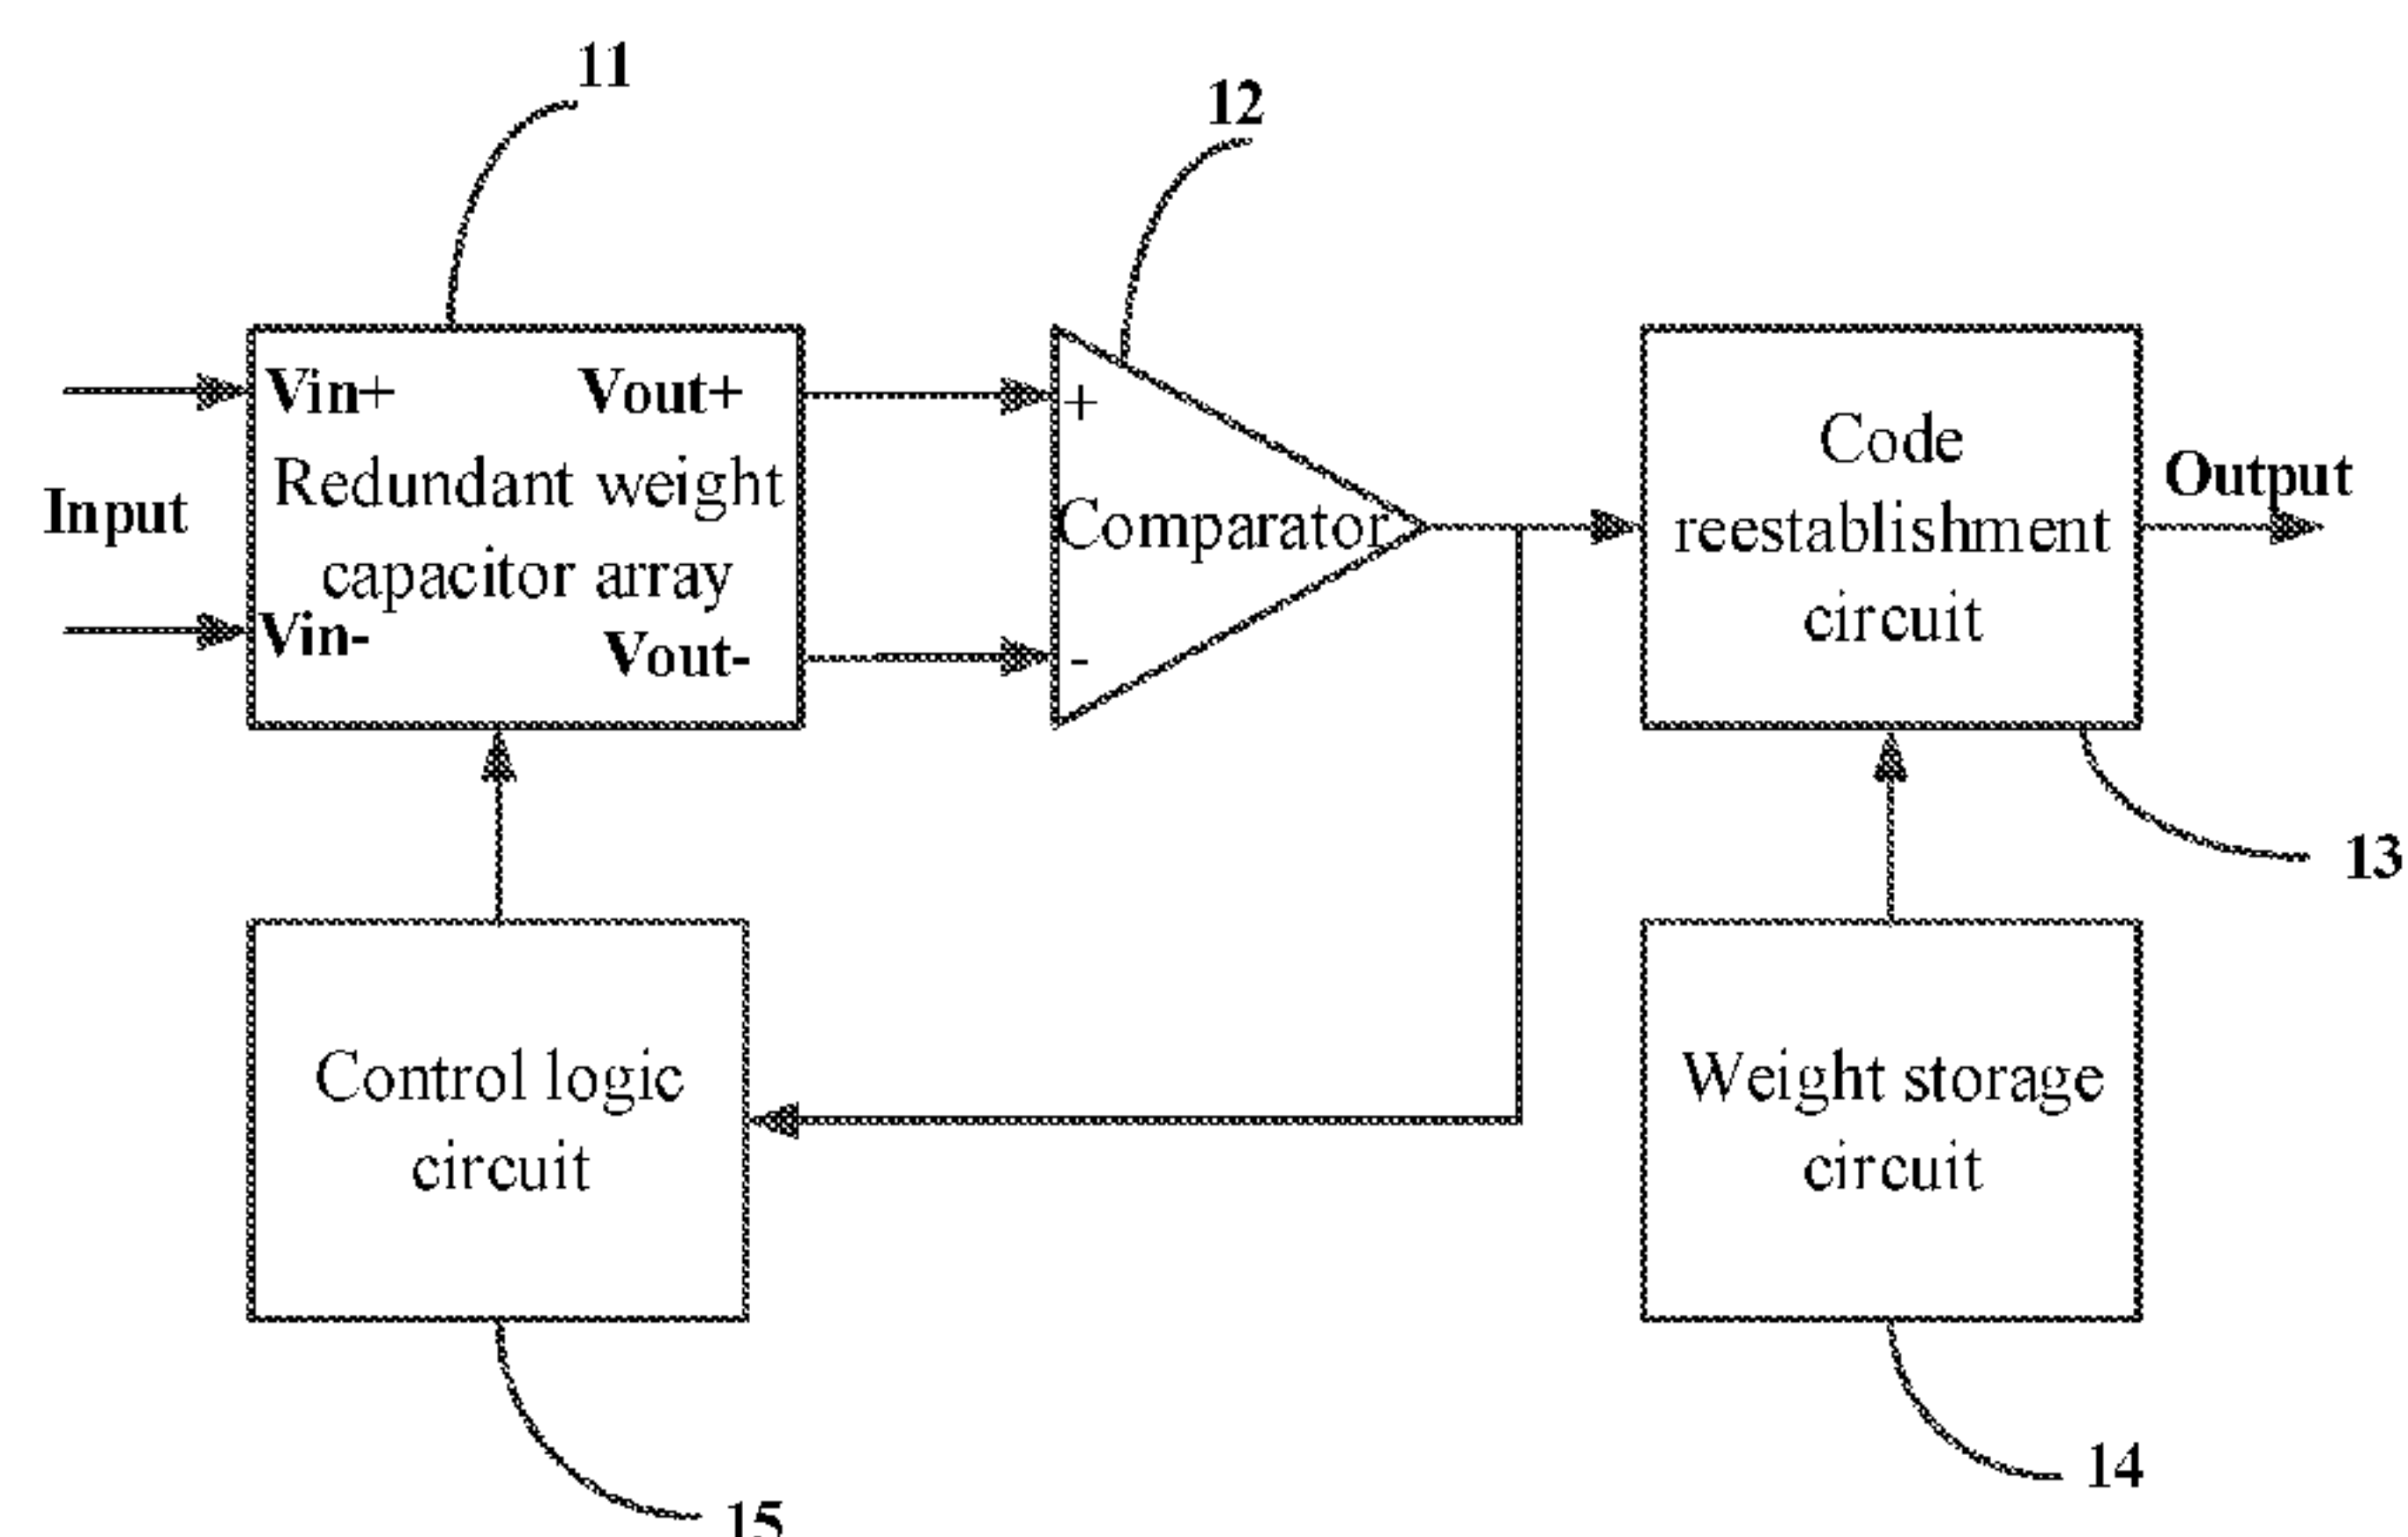 11
12
Vin+
Vout+
Redundant weight
capacitor array
Vin-
Vout-
Input
+
Comparator
-
Code
reestablishment
circuit
Output
13
Control logic
circuit
Weight storage
circuit
14
15